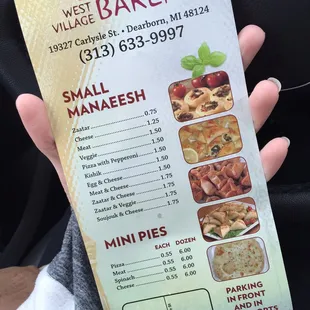 WEST
VILLAGE BAKE
19327 Carlysle St. • Dearborn, MI 48124
(313) 633-9997
SMALL
MANAEESH
Zaatar 0.75
Cheese 1.25
Meat 1.50
Veggie 1.50
Pizza with Pepperoni 1.50
Kishik 1.50
Egg & Cheese 1.50
Meat & Cheese 1.75
Zaatar & Cheese 1.75
Zaatar & Veggie 1.75
Soujouk & Cheese 1.75
MINI PIES
EACH DOZEN
Pizza 0.55 6.00
Meat 0.55 6.00
Spinach 0.55 6.00
Cheese 0.55 6.00
PARKING
IN FRONT
AND IN